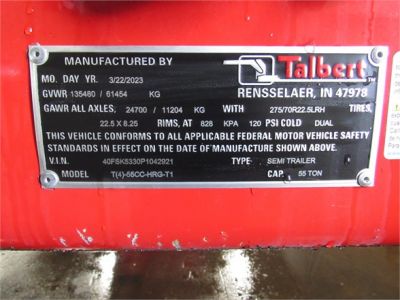 MANUFACTURED BY Talbert TM
MO. DAY YR. 3/22/2023 RENSSELAER, IN 47978
GVWR 135480 / 61454 KG
GAWR ALL AXLES, 24700 / 11204 KG WITH 275/70R22.5LRH TIRES,
22.5 X 8.25 RIMS, AT 828 KPA 120 PSI COLD DUAL
THIS VEHICLE CONFORMS TO ALL APPLICABLE FEDERAL MOTOR VEHICLE SAFETY
STANDARDS IN EFFECT ON DATE OF MANUFACTURE SHOWN ABOVE.
V.I.N. 40FSK5330P1042921 TYPE: SEMI TRAILER
MODEL T(4)-55CC-HRG-T1 CAP. 55 TON